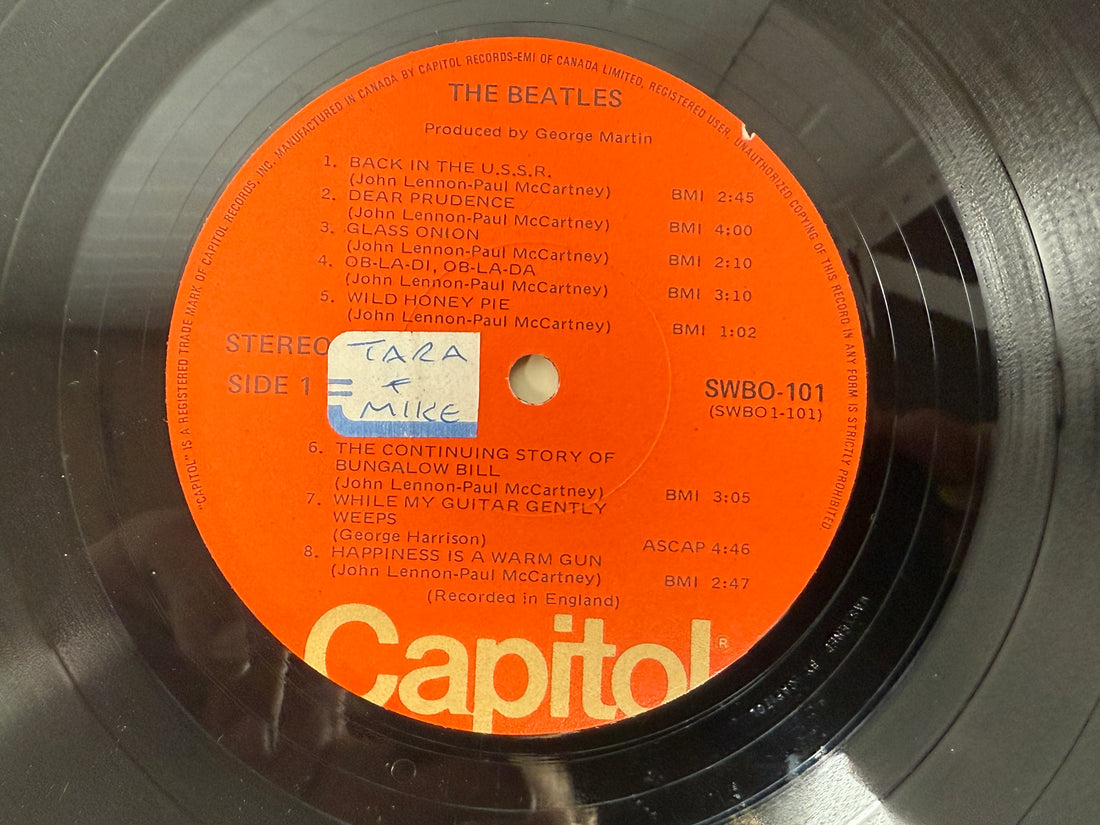 "CAPITOL" IS A REGISTERED TRADE MARK OF CAPITOL RECORDS, INC. MANUFACTURED IN CANADA BY CAPITOL RECORDS-EMI OF CANADA LIMITED, REGISTERED USER. UNAUTHORIZED COPYING OF THIS RECORD IN ANY FORM IS STRICTLY PROHIBITED
THE BEATLES
Produced by George Martin
1. BACK IN THE U.S.S.R.
(John Lennon-Paul McCartney) BMI 2:45
2. DEAR PRUDENCE
(John Lennon-Paul McCartney) BMI 4:00
3. GLASS ONION
(John Lennon-Paul McCartney) BMI 2:10
4. OB-LA-DI, OB-LA-DA
(John Lennon-Paul McCartney) BMI 3:10
5. WILD HONEY PIE
(John Lennon-Paul McCartney) BMI 1:02
STEREO
SIDE 1
TARA
+
MIKE
SWBO-101
(SWBO1-101)
6. THE CONTINUING STORY OF
BUNGALOW BILL
(John Lennon-Paul McCartney) BMI 3:05
7. WHILE MY GUITAR GENTLY
WEEPS
(George Harrison) ASCAP 4:46
8. HAPPINESS IS A WARM GUN
(John Lennon-Paul McCartney) BMI 2:47
(Recorded in England)
Capitol®
MASTERED BY CAPITOL